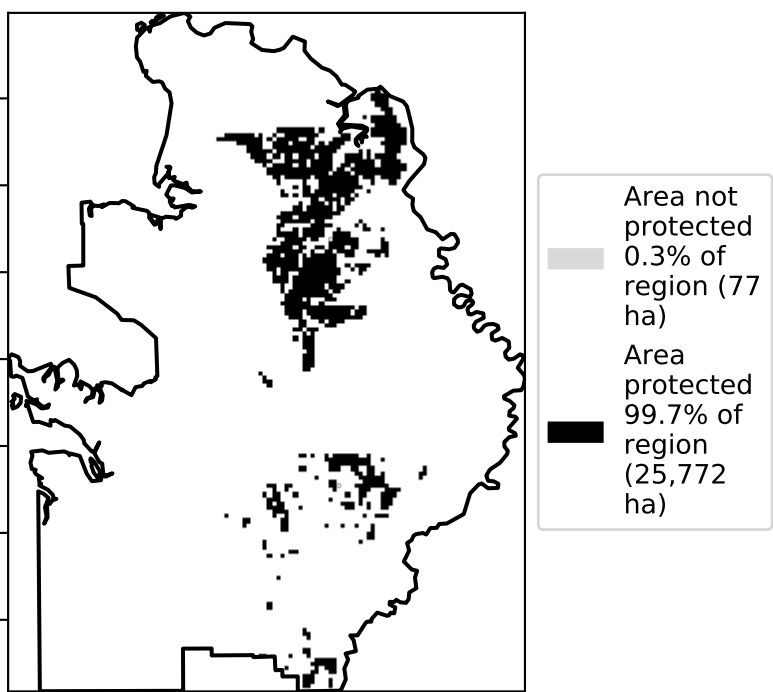 Area not
protected
0.3% of
region (77
ha)
Area
protected
99.7% of
region
(25,772
ha)